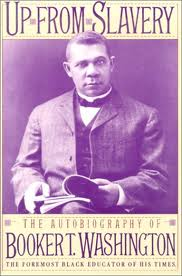 UP·FROM·SLAVERY
THE AUTOBIOGRAPHY OF
BOOKER T. WASHINGTON
THE FOREMOST BLACK EDUCATOR OF HIS TIMES